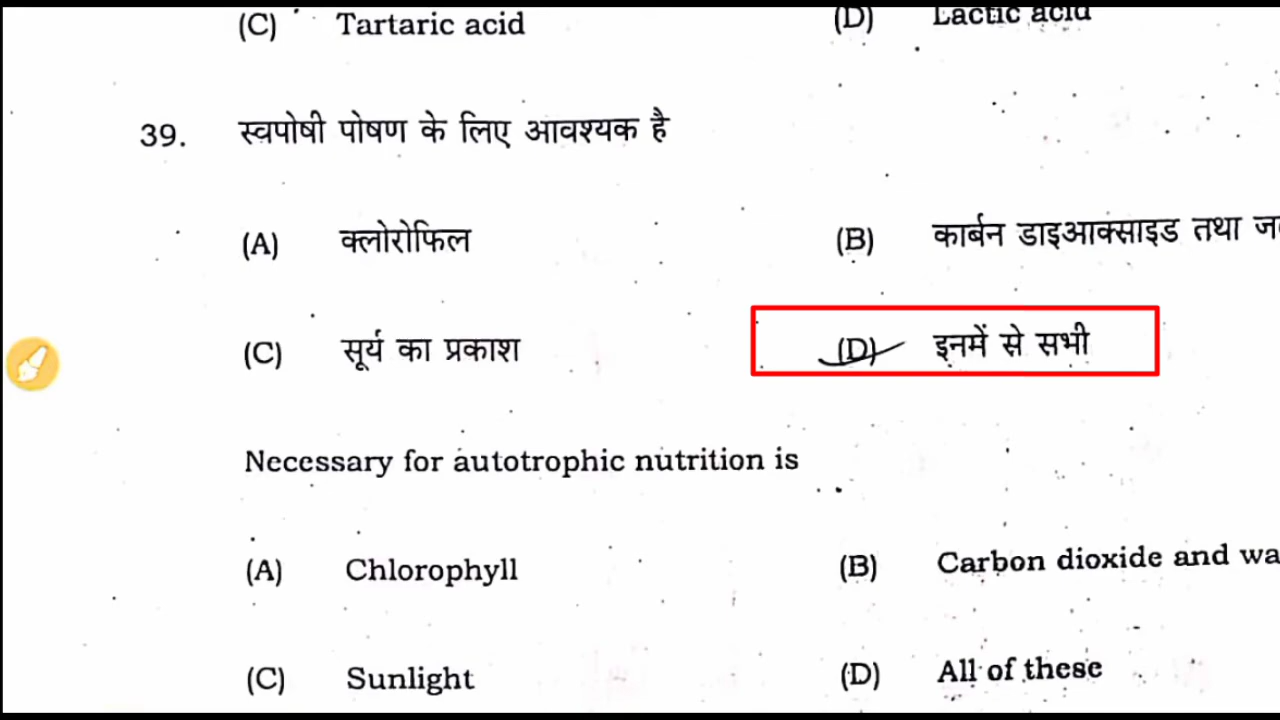 (C) Tartaric acid (D) Lactic acid
39. स्वपोषी पोषण के लिए आवश्यक है
(A) क्लोरोफिल (B) कार्बन डाइआक्साइड तथा
(C) सूर्य का प्रकाश (D) इनमें से सभी
Necessary for autotrophic nutrition is
(A) Chlorophyll (B) Carbon dioxide and
(C) Sunlight (D) All of these